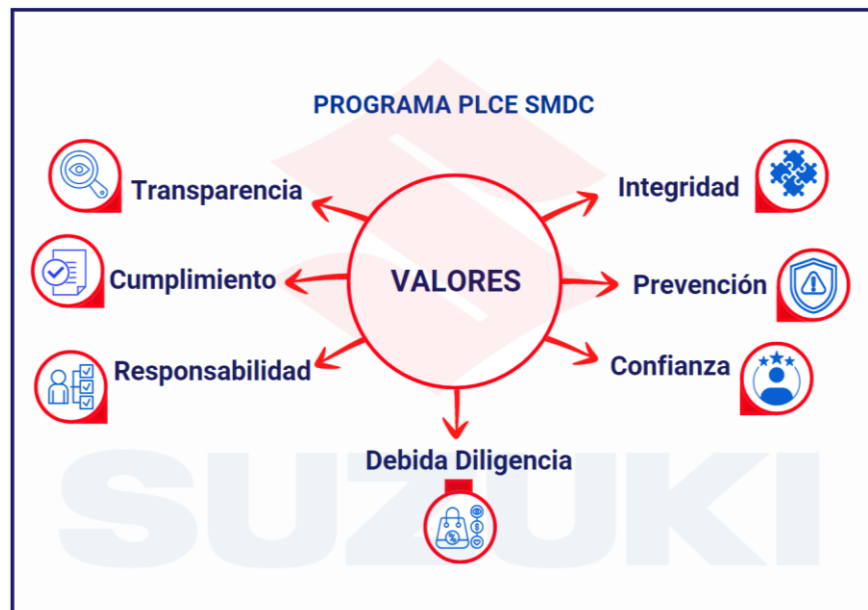 PROGRAMA PLCE SMDC
Transparencia
Integridad
Cumplimiento
VALORES
Prevención
Responsabilidad
Confianza
Debida Diligencia
SUZUKI